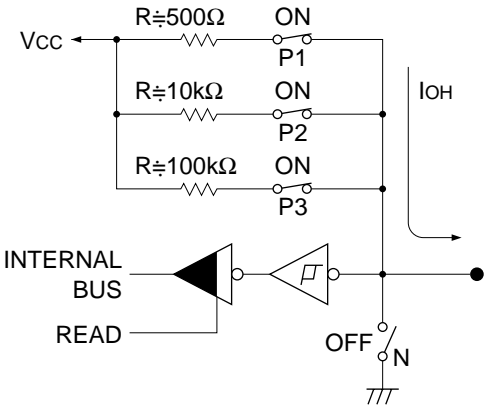 R≒500Ω ON
VCC
P1
R≒10kΩ ON
IOH
P2
R≒100kΩ ON
P3
INTERNAL
BUS
READ
OFF
N